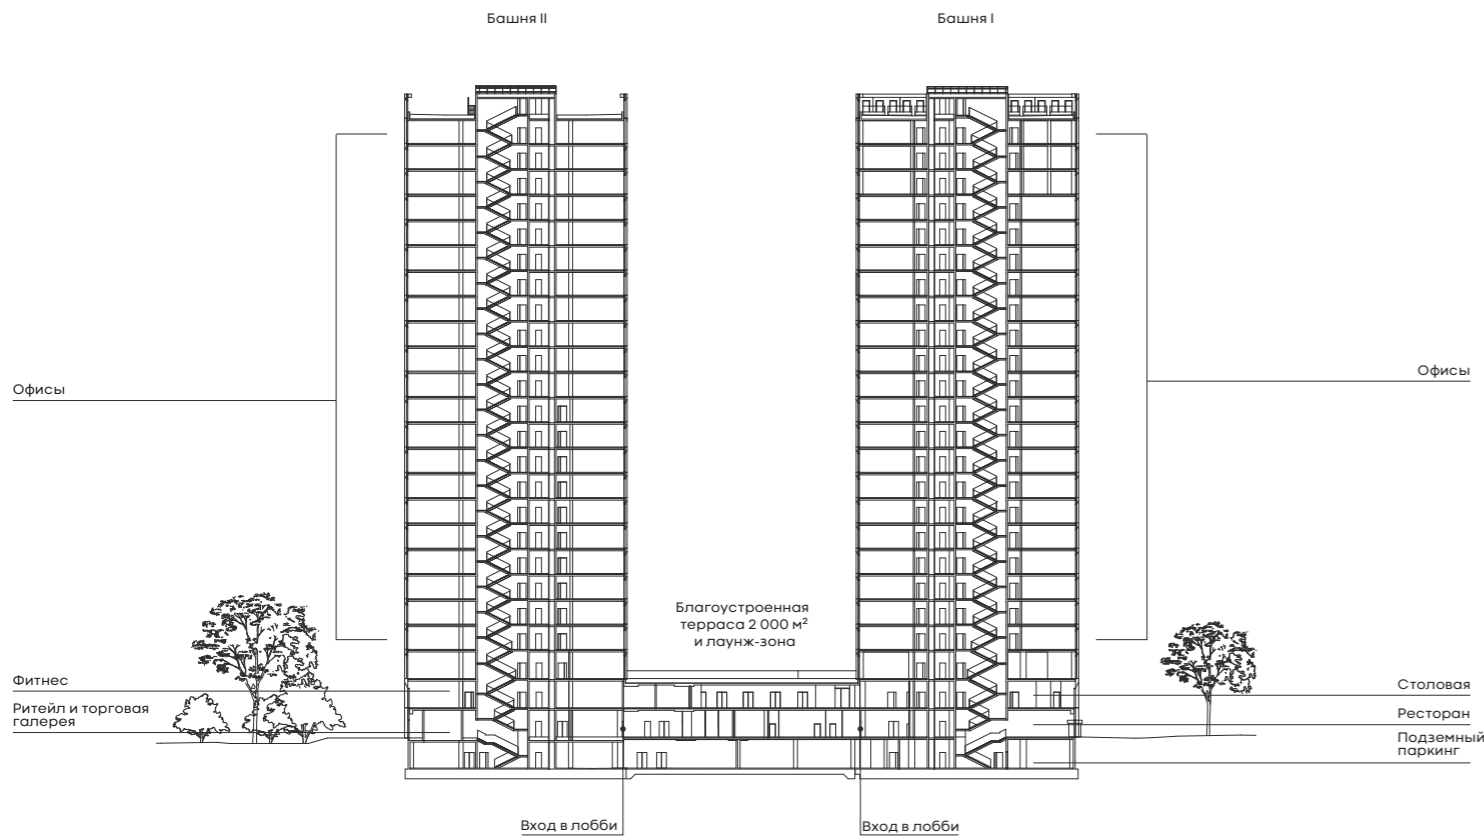 Башня II
Башня I
Офисы
Офисы
Благоустроенная
терраса 2 000 м²
и лаунж-зона
Фитнес
Ритейл и торговая
галерея
Столовая
Ресторан
Подземный
паркинг
Вход в лобби
Вход в лобби